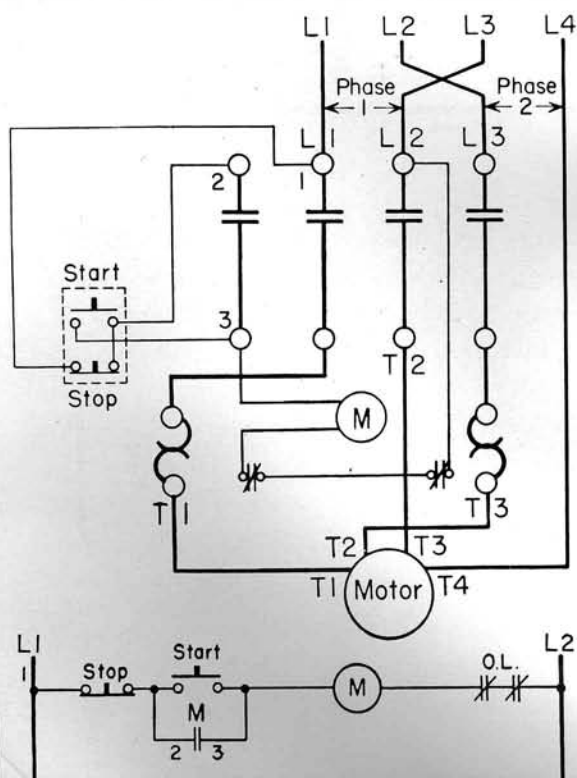 L1 L2 L3 L4
Phase 1
Phase 2
L 1 L 2 L 3
2 1
Start
3
Stop
T 2
M
T 1
T 3
T2 T3
T1 Motor T4
L1 L2
1 Stop Start O.L.
M
M
2 3